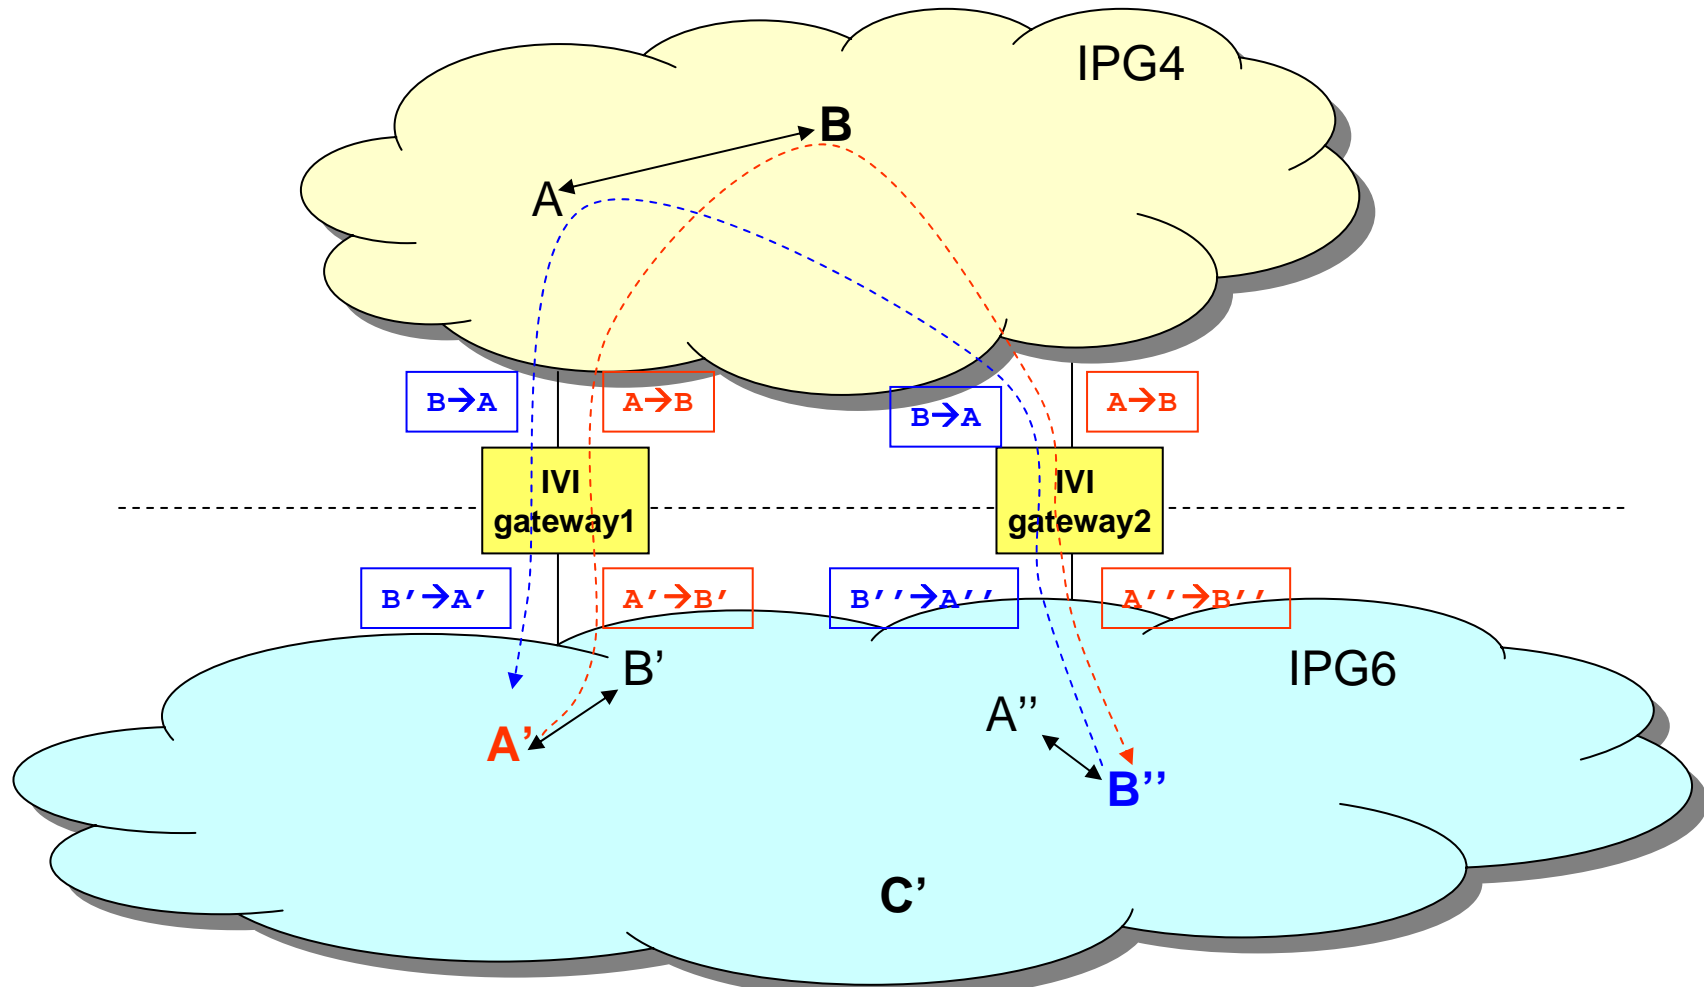 IPG4
B
A
B→A
A→B
B→A
A→B
IVI
gateway1
IVI
gateway2
B'→A'
A'→B'
B''→A''
A''→B''
B’
IPG6
A’
A’’
B’’
C’